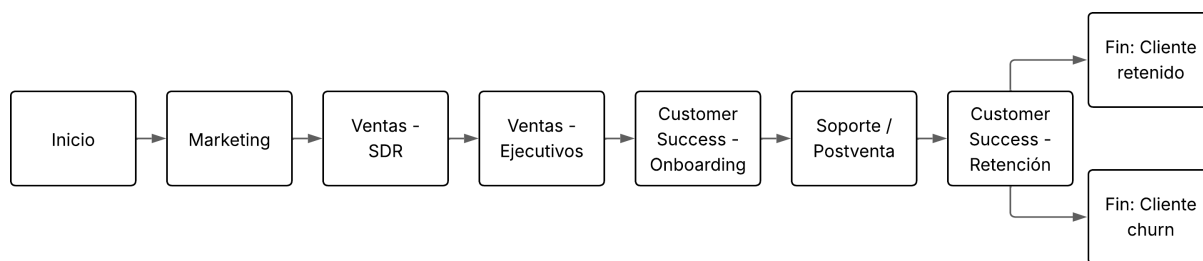 Inicio
Marketing
Ventas -
SDR
Ventas -
Ejecutivos
Customer
Success -
Onboarding
Soporte /
Postventa
Customer
Success -
Retención
Fin: Cliente
retenido
Fin: Cliente
churn